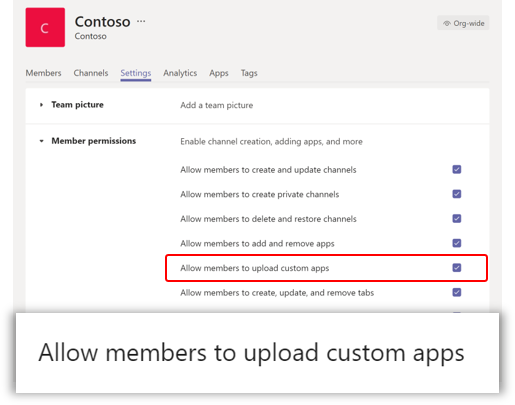 C
Contoso ...
Contoso
Org-wide
Members Channels Settings Analytics Apps Tags
Team picture Add a team picture
Member permissions Enable channel creation, adding apps, and more
Allow members to create and update channels
Allow members to create private channels
Allow members to delete and restore channels
Allow members to add and remove apps
Allow members to upload custom apps
Allow members to create, update, and remove tabs
Allow members to upload custom apps